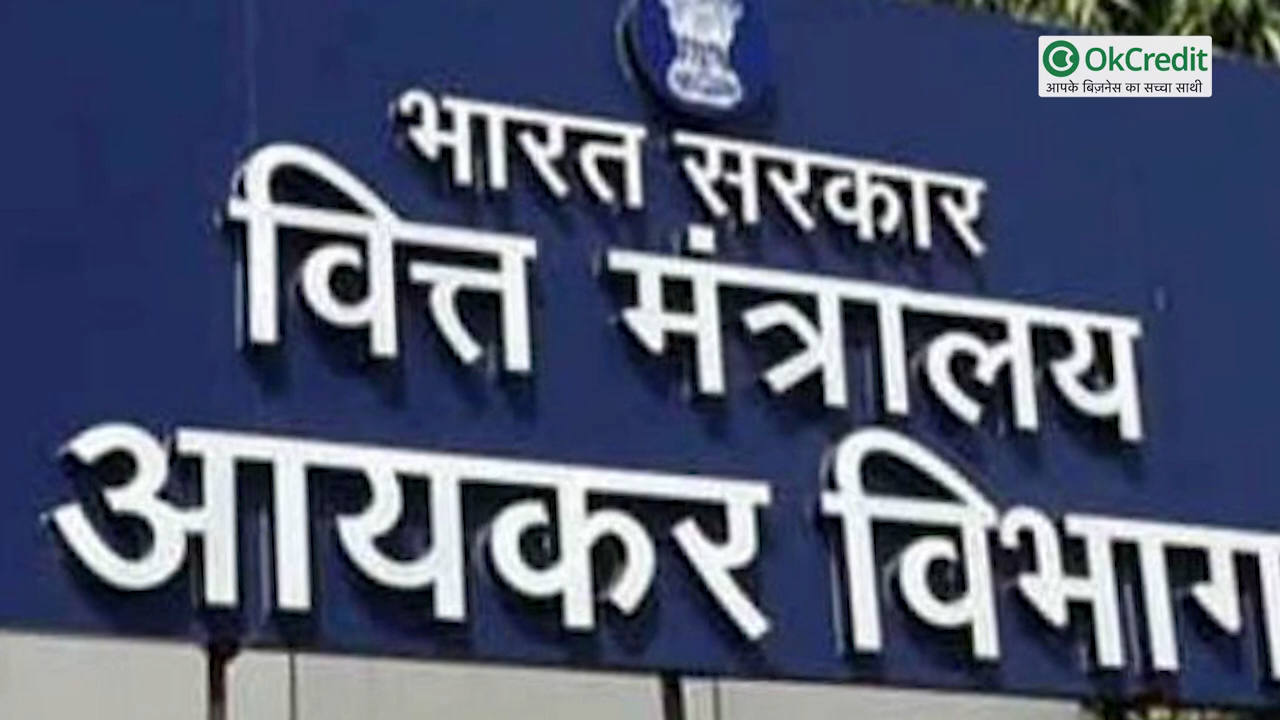 OkCredit
आपके बिज़नेस का सच्चा साथी
भारत सरकार
वित्त मंत्रालय
आयकर विभाग